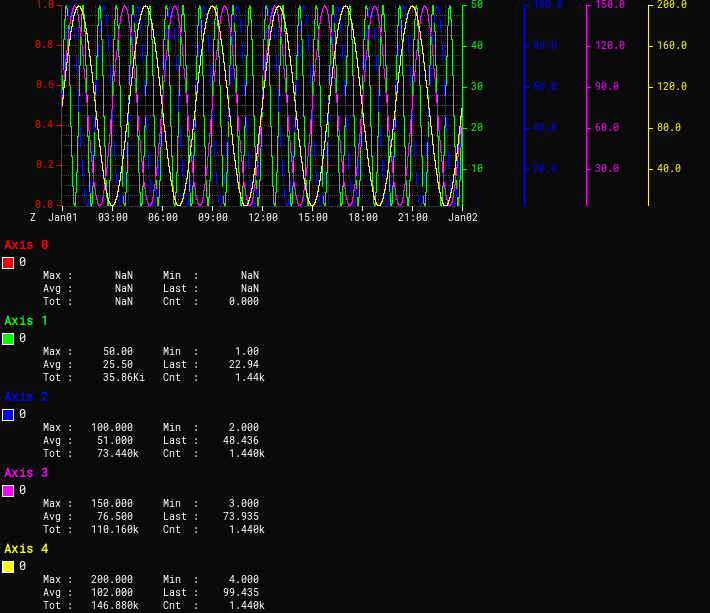 1.0 50 100.0 150.0 200.0
0.8 40 80.0 120.0 160.0
0.6 30 60.0 90.0 120.0
0.4 20 40.0 60.0 80.0
0.2 10 20.0 30.0 40.0
0.0
Z Jan01 03:00 06:00 09:00 12:00 15:00 18:00 21:00 Jan02
Axis 0
0
Max : NaN Min : NaN
Avg : NaN Last : NaN
Tot : NaN Cnt : 0.000
Axis 1
0
Max : 50.00 Min : 1.00
Avg : 25.50 Last : 22.94
Tot : 35.86Ki Cnt : 1.44k
Axis 2
0
Max : 100.000 Min : 2.000
Avg : 51.000 Last : 48.436
Tot : 73.440k Cnt : 1.440k
Axis 3
0
Max : 150.000 Min : 3.000
Avg : 76.500 Last : 73.935
Tot : 110.160k Cnt : 1.440k
Axis 4
0
Max : 200.000 Min : 4.000
Avg : 102.000 Last : 99.435
Tot : 146.880k Cnt : 1.440k